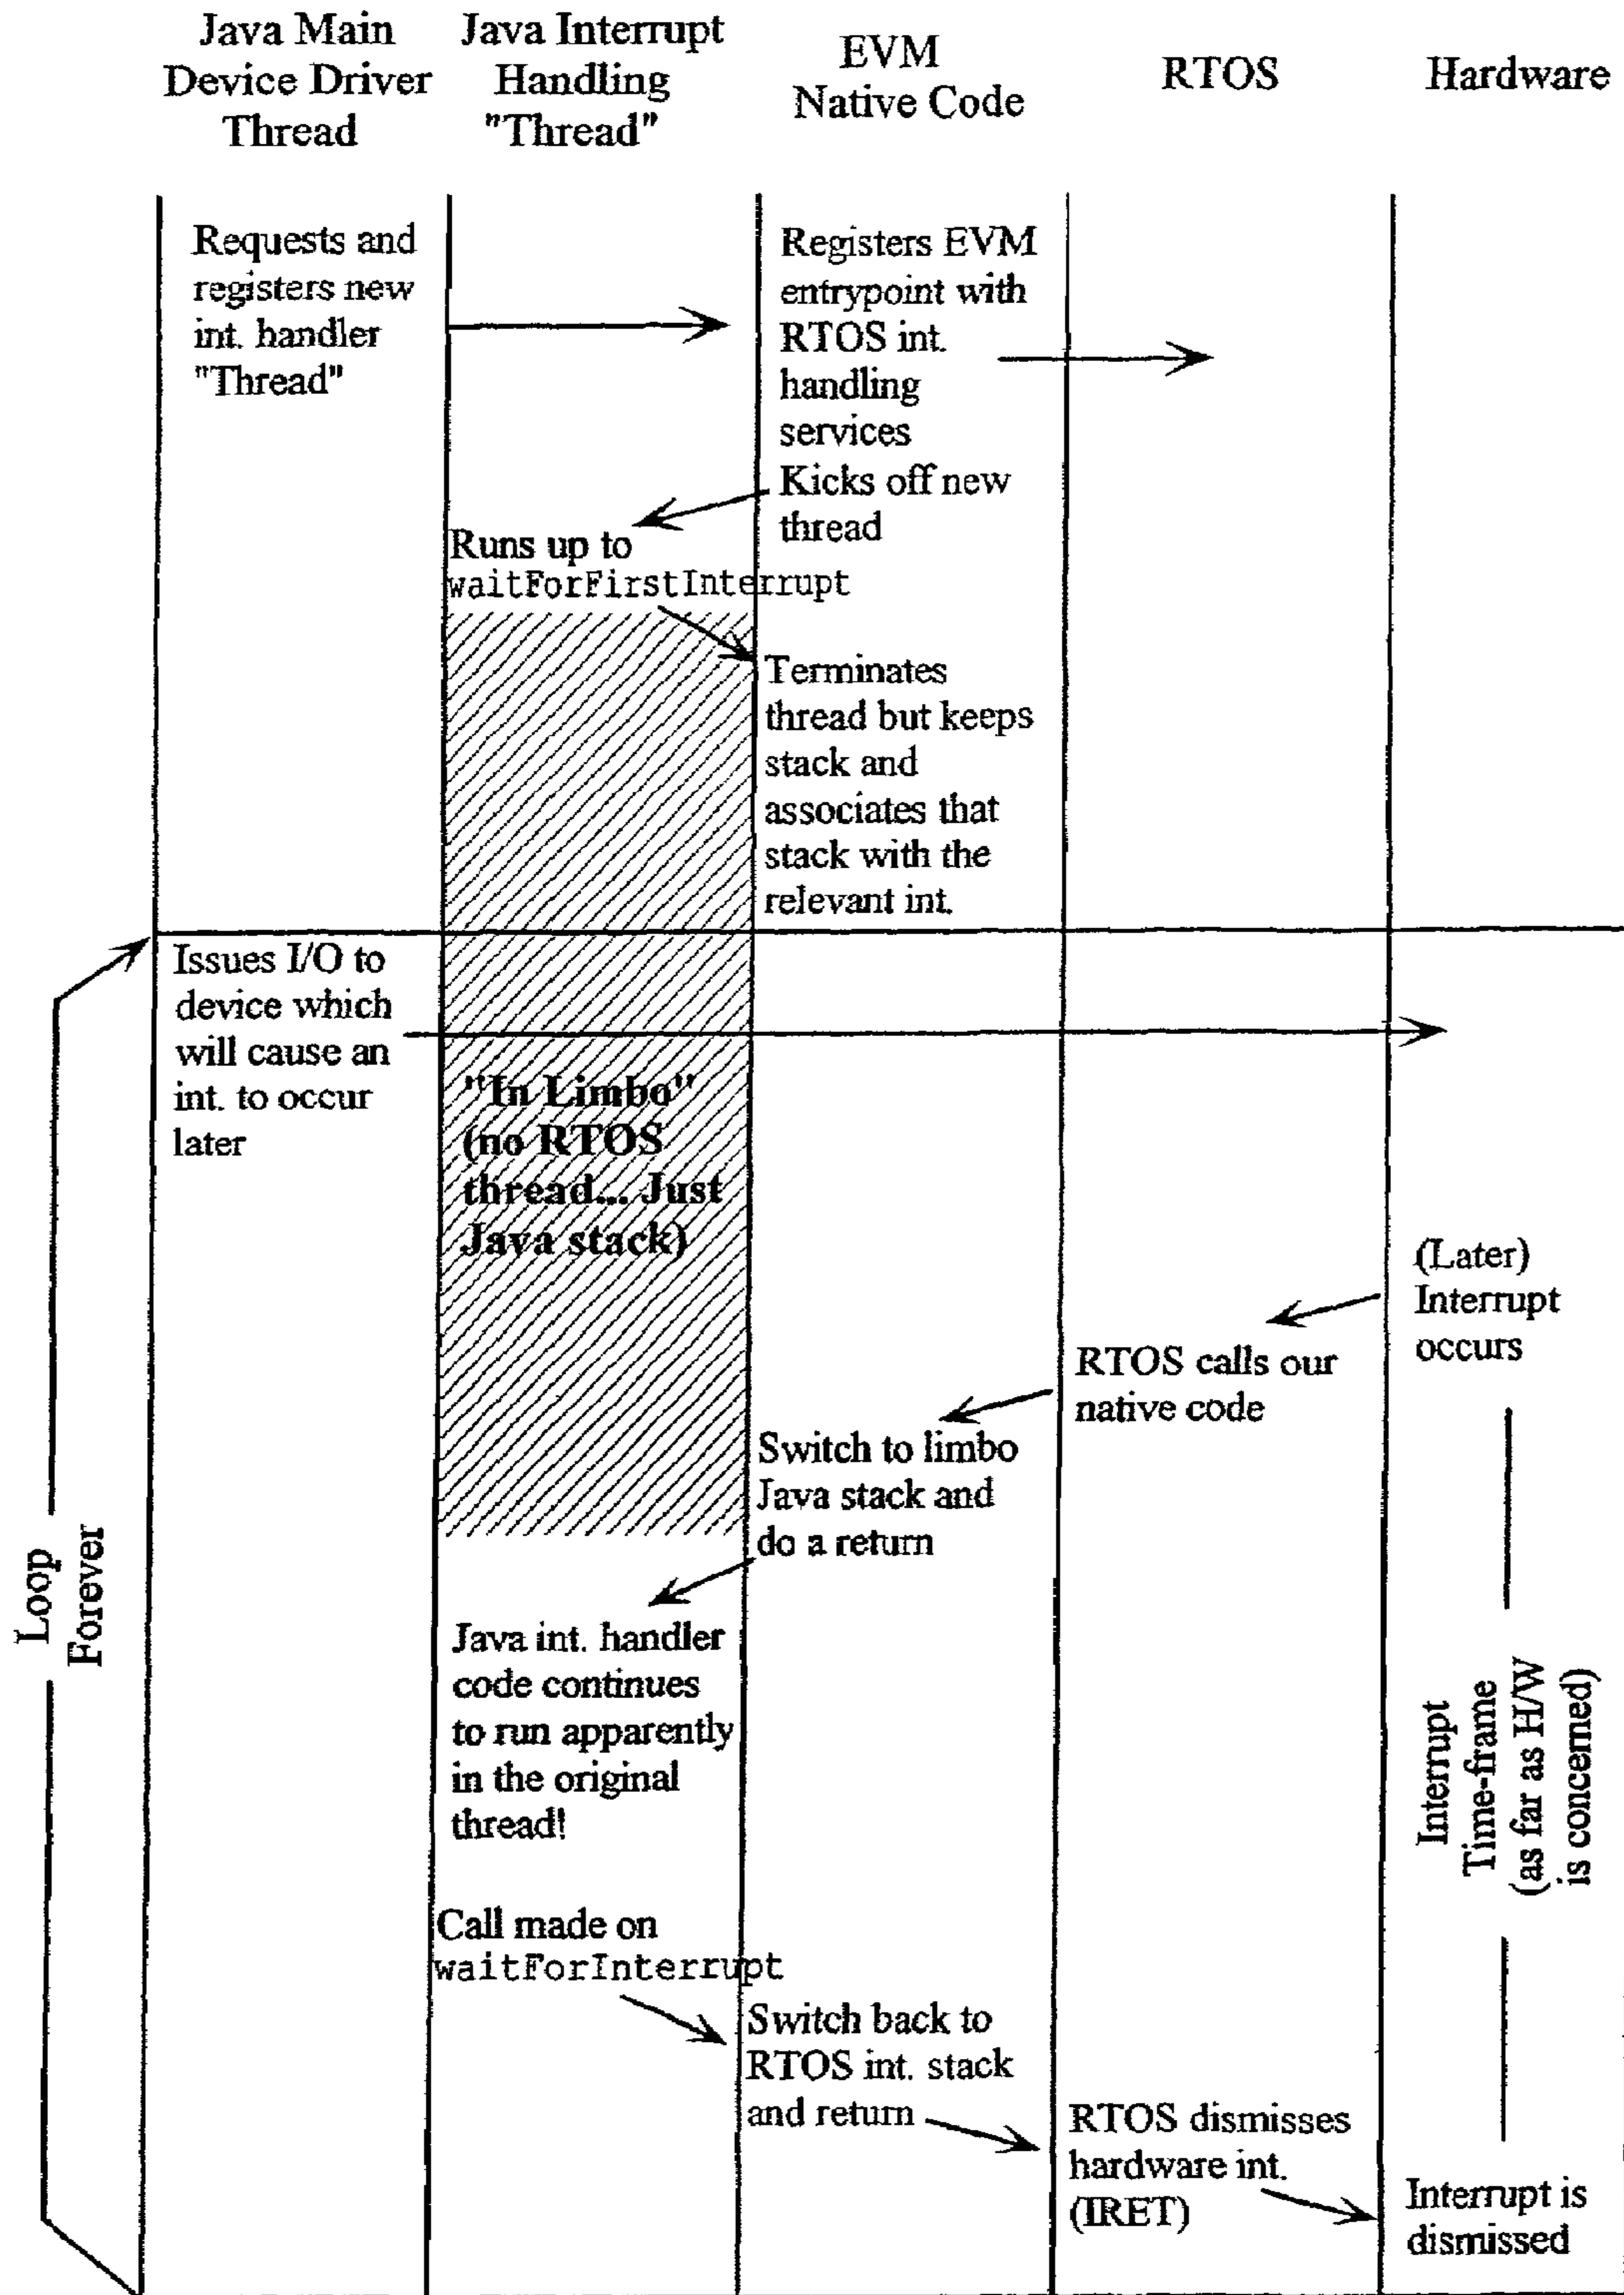 Java Main
Device Driver
Thread
Java Interrupt
Handling
"Thread"
EVM
Native Code
RTOS
Hardware
Requests and
registers new
int. handler
"Thread"
Registers EVM
entrypoint with
RTOS int.
handling
services
Kicks off new
thread
Runs up to
waitForFirstInterrupt
Terminates
thread but keeps
stack and
associates that
stack with the
relevant int.
Issues I/O to
device which
will cause an
int. to occur
later
"In Limbo"
(no RTOS
thread... Just
Java stack)
(Later)
Interrupt
occurs
RTOS calls our
native code
Switch to limbo
Java stack and
do a return
Loop
Forever
Java int. handler
code continues
to run apparently
in the original
thread!
Interrupt
Time-frame
(as far as H/W
is concerned)
Call made on
waitForInterrupt
Switch back to
RTOS int. stack
and return
RTOS dismisses
hardware int.
(IRET)
Interrupt is
dismissed